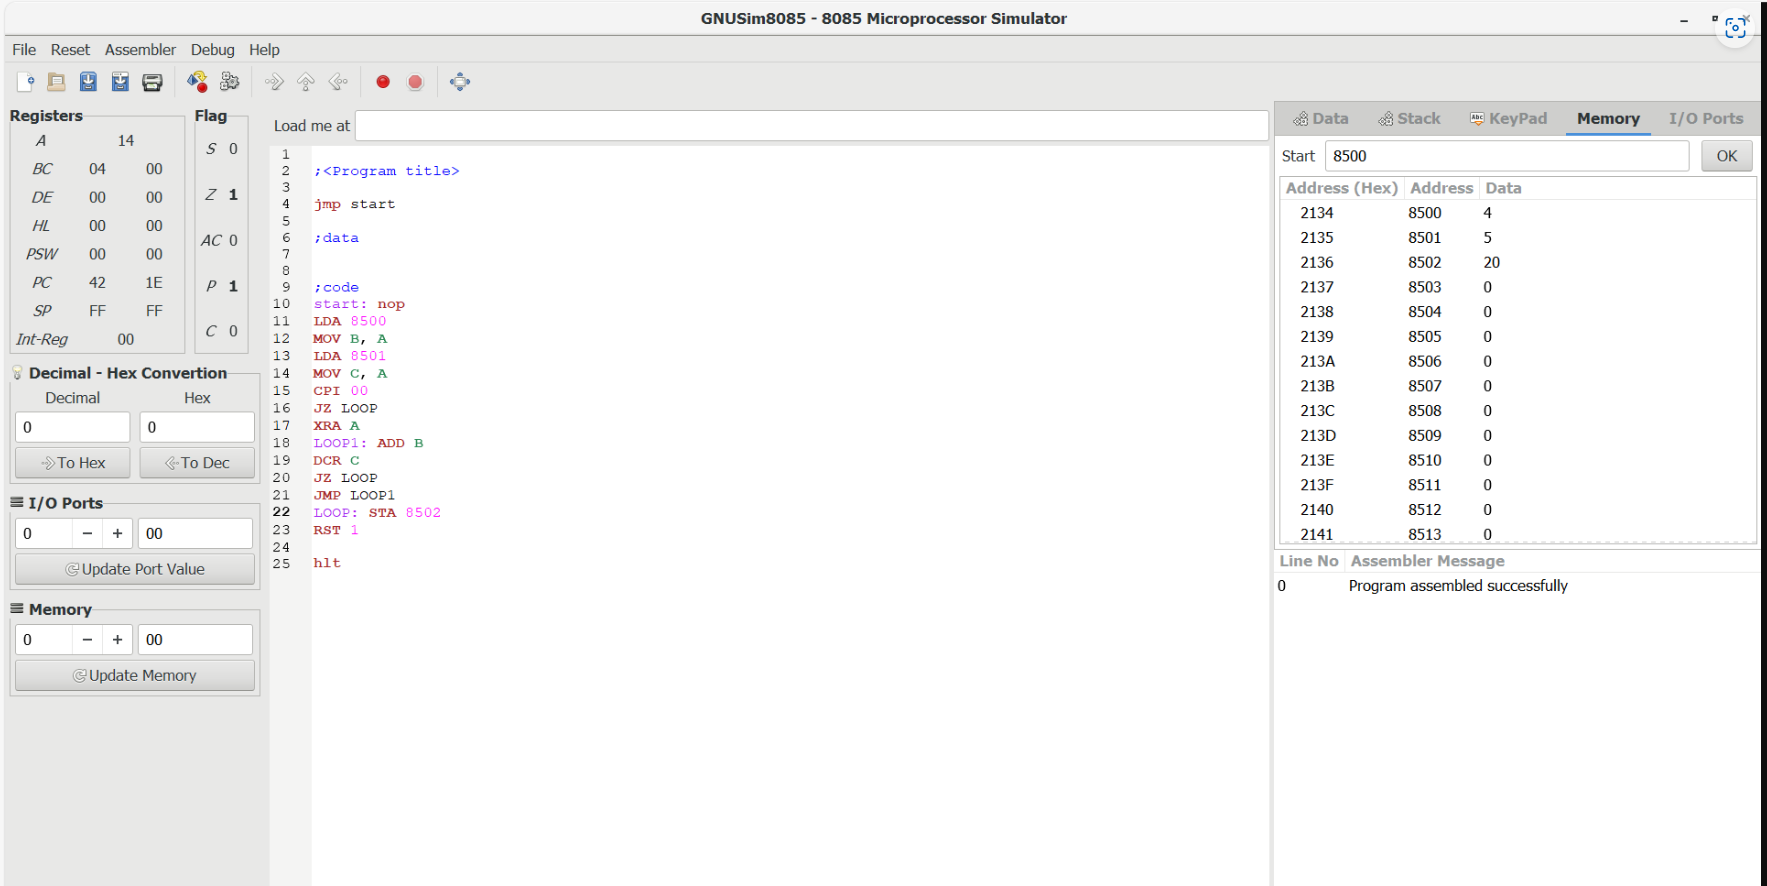 GNUSim8085 - 8085 Microprocessor Simulator
File Reset Assembler Debug Help
Registers
A 14
BC 04 00
DE 00 00
HL 00 00
PSW 00 00
PC 42 1E
SP FF FF
Int-Reg 00
Flag
S 0
Z 1
AC 0
P 1
C 0
Decimal - Hex Convertion
Decimal Hex
0 0
To Hex To Dec
I/O Ports
0 − + 00
Update Port Value
Memory
0 − + 00
Update Memory
Load me at
1
2 ;<Program title>
3
4 jmp start
5
6 ;data
7
8
9 ;code
10 start: nop
11 LDA 8500
12 MOV B, A
13 LDA 8501
14 MOV C, A
15 CPI 00
16 JZ LOOP
17 XRA A
18 LOOP1: ADD B
19 DCR C
20 JZ LOOP
21 JMP LOOP1
22 LOOP: STA 8502
23 RST 1
24
25 hlt
Data Stack Abc KeyPad Memory I/O Ports
Start 8500 OK
Address (Hex) Address Data
2134 8500 4
2135 8501 5
2136 8502 20
2137 8503 0
2138 8504 0
2139 8505 0
213A 8506 0
213B 8507 0
213C 8508 0
213D 8509 0
213E 8510 0
213F 8511 0
2140 8512 0
2141 8513 0
Line No Assembler Message
0 Program assembled successfully